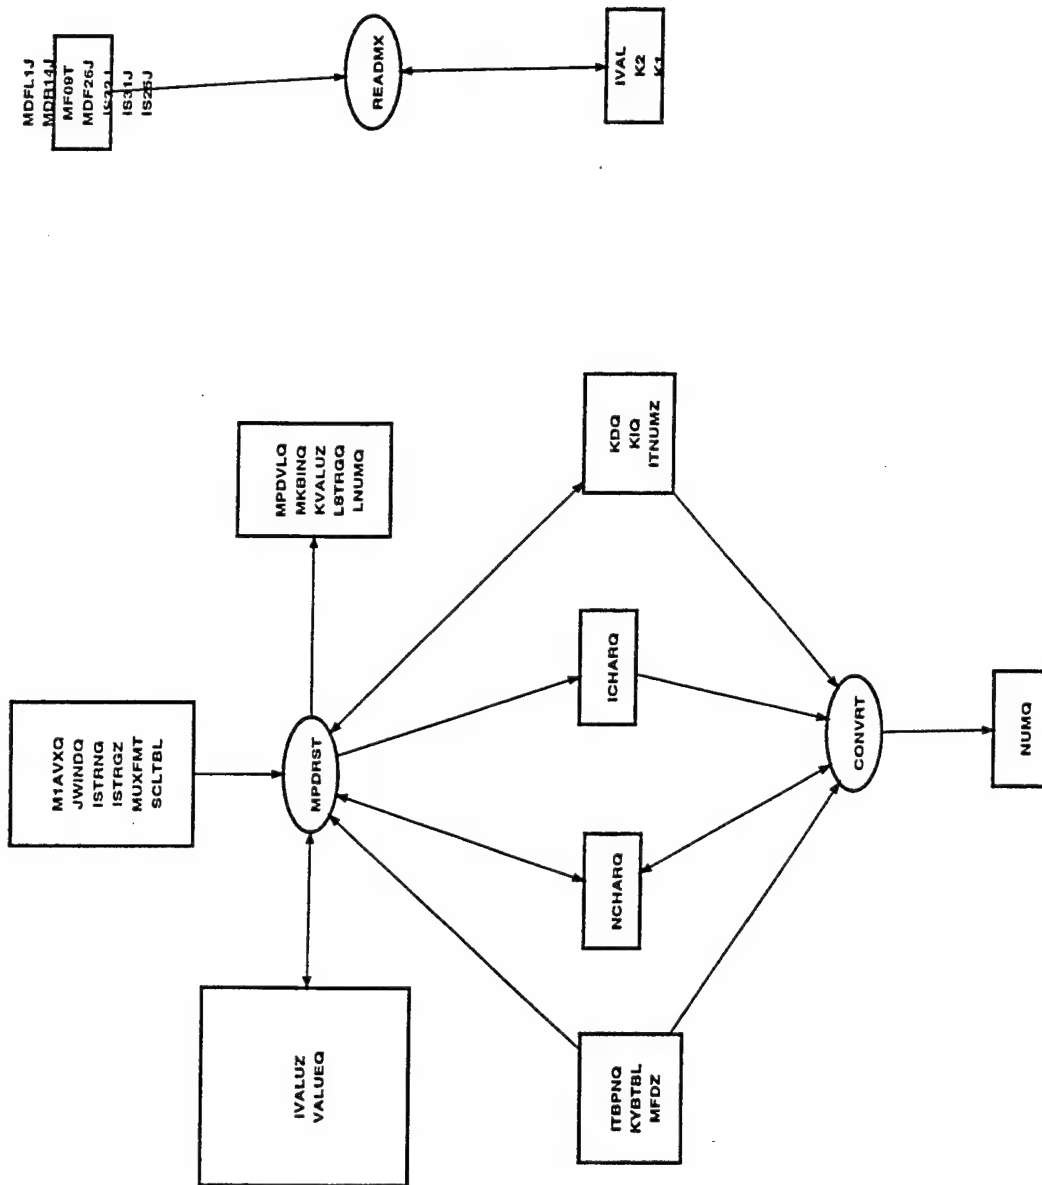 M1AVXQ
JWINDQ
ISTRNQ
ISTRGZ
MUXFMT
SCLTBL
MDFL1J
MDB14J
MF09T
MDF26J
IS31J
IS25J
IVALUZ
VALUEQ
MPDRST
MPDVLQ
MKBINQ
KVALUZ
LSTRGQ
LNUMQ
READMX
ITBPNQ
KYBTBL
MFDZ
NCHARQ
ICHARQ
KDQ
KIQ
ITNUMZ
IVAL
K2
K1
CONVRT
NUMQ